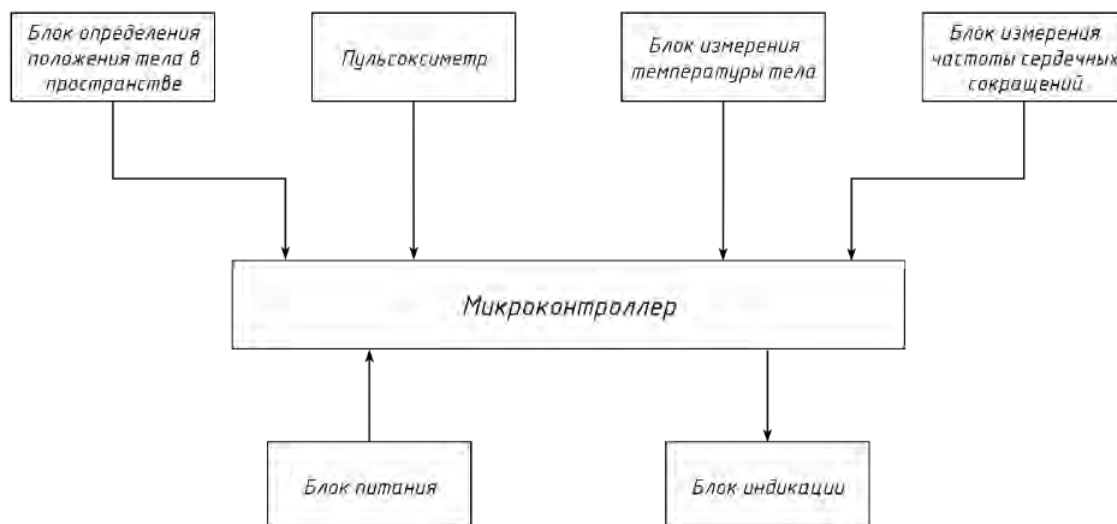 Блок определения
положения тела в
пространстве
Пульсоксиметр
Блок измерения
температуры тела
Блок измерения
частоты сердечных
сокращений
Микроконтроллер
Блок питания
Блок индикации